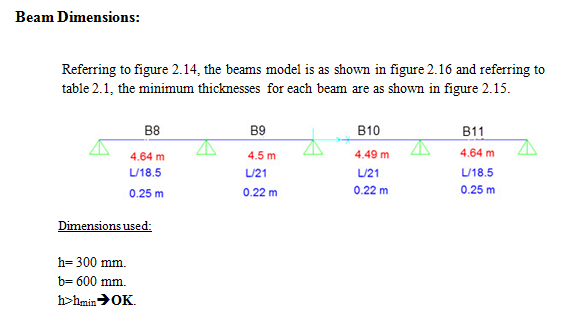 Beam Dimensions:
Referring to figure 2.14, the beams model is as shown in figure 2.16 and referring to
table 2.1, the minimum thicknesses for each beam are as shown in figure 2.15.
B8 B9 B10 B11
4.64 m 4.5 m 4.49 m 4.64 m
L/18.5 L/21 L/21 L/18.5
0.25 m 0.22 m 0.22 m 0.25 m
Dimensions used:
h= 300 mm.
b= 600 mm.
h>hmin➔OK.